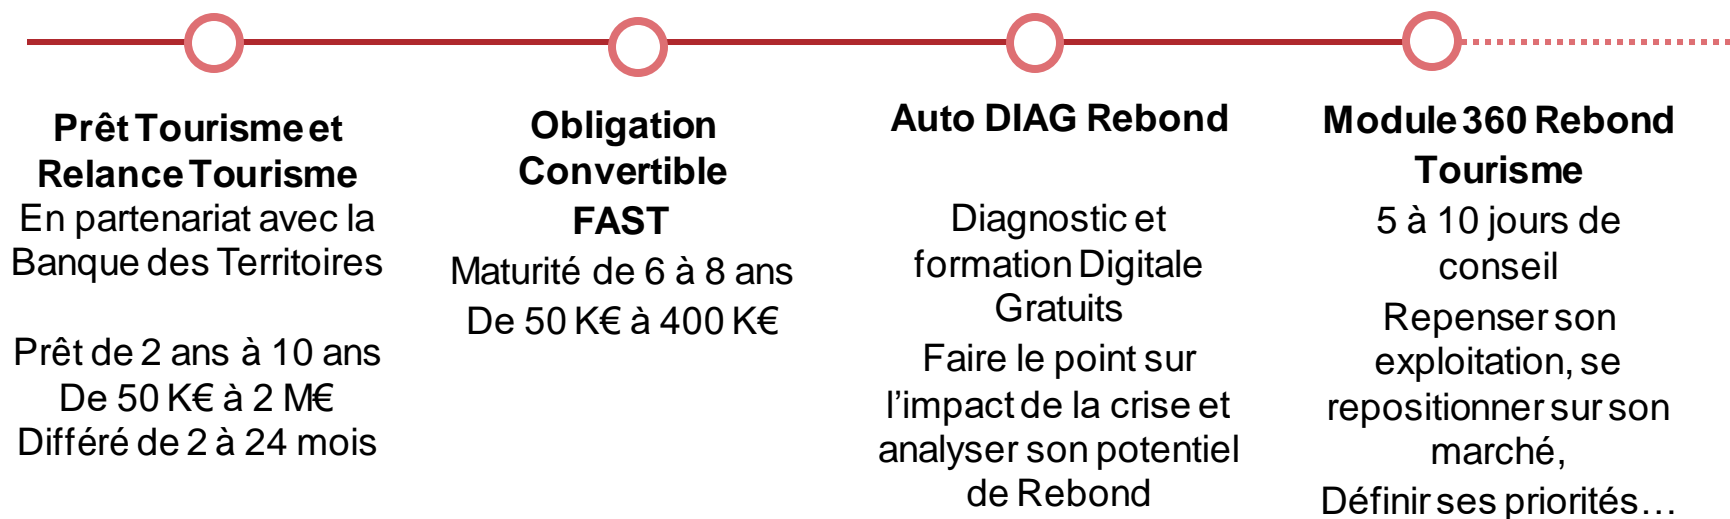 Prêt Tourisme et
Relance Tourisme
En partenariat avec la
Banque des Territoires
Prêt de 2 ans à 10 ans
De 50 K€ à 2 M€
Différé de 2 à 24 mois
Obligation
Convertible
FAST
Maturité de 6 à 8 ans
De 50 K€ à 400 K€
Auto DIAG Rebond
Diagnostic et
formation Digitale
Gratuits
Faire le point sur
l’impact de la crise et
analyser son potentiel
de Rebond
Module 360 Rebond
Tourisme
5 à 10 jours de
conseil
Repenser son
exploitation, se
repositionner sur son
marché,
Définir ses priorités…